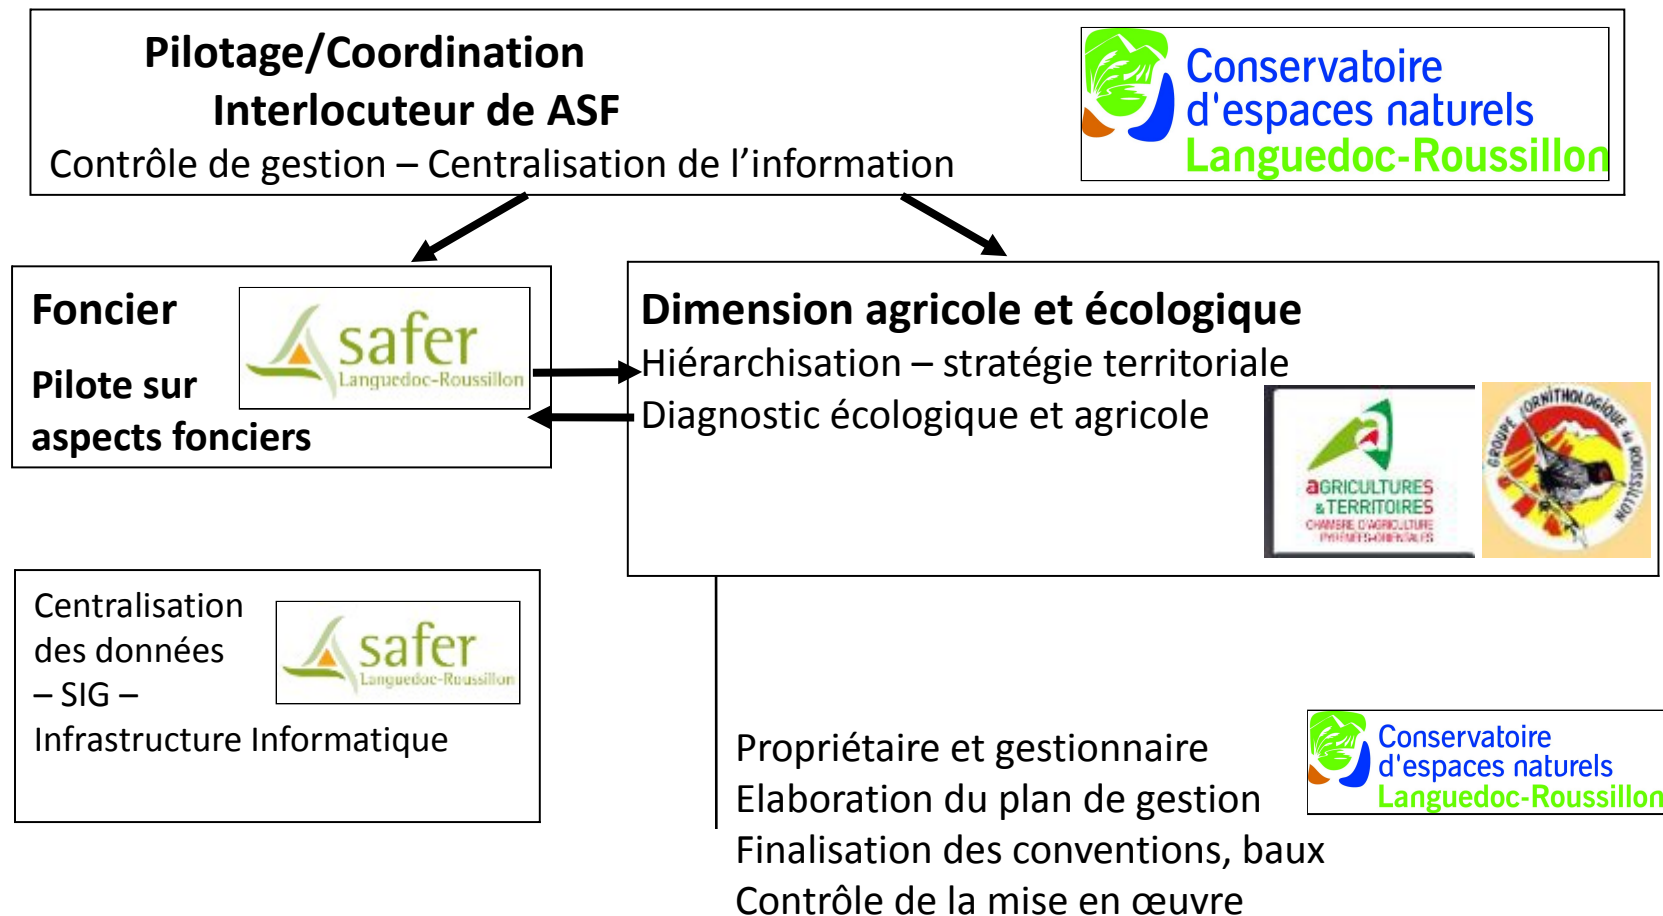 Pilotage/Coordination
Interlocuteur de ASF
Contrôle de gestion – Centralisation de l’information
Conservatoire
d'espaces naturels
Languedoc-Roussillon
Foncier
Pilote sur
aspects fonciers
safer
Languedoc-Roussillon
Dimension agricole et écologique
Hiérarchisation – stratégie territoriale
Diagnostic écologique et agricole
aGRICULTURES
&TERRITOIRES
CHAMBRE D'AGRICULTURE
PYRÉNÉES-ORIENTALES
GROUPE ORNITHOLOGIQUE du ROUSSILLON
Centralisation
des données
– SIG –
Infrastructure Informatique
safer
Languedoc-Roussillon
Propriétaire et gestionnaire
Elaboration du plan de gestion
Finalisation des conventions, baux
Contrôle de la mise en œuvre
Conservatoire
d'espaces naturels
Languedoc-Roussillon